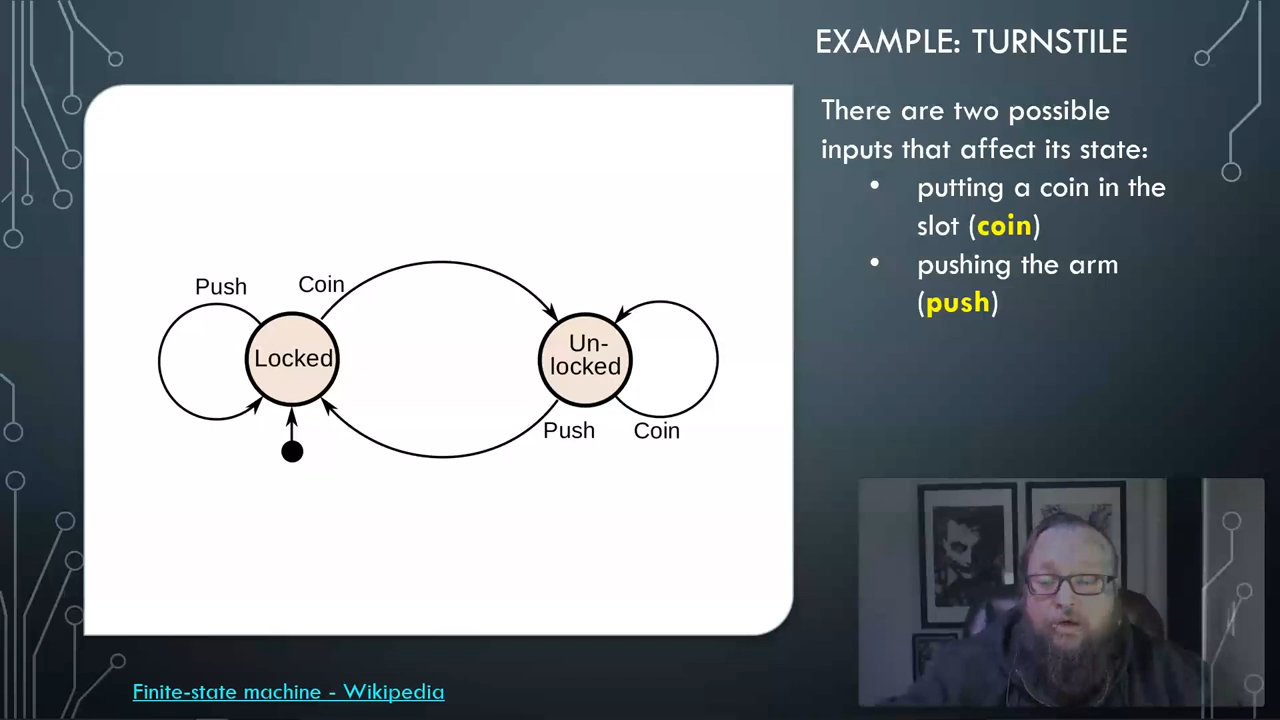 EXAMPLE: TURNSTILE
There are two possible
inputs that affect its state:
• putting a coin in the
slot (coin)
• pushing the arm
(push)
Push
Coin
Locked
Un-
locked
Push
Coin
Finite-state machine - Wikipedia